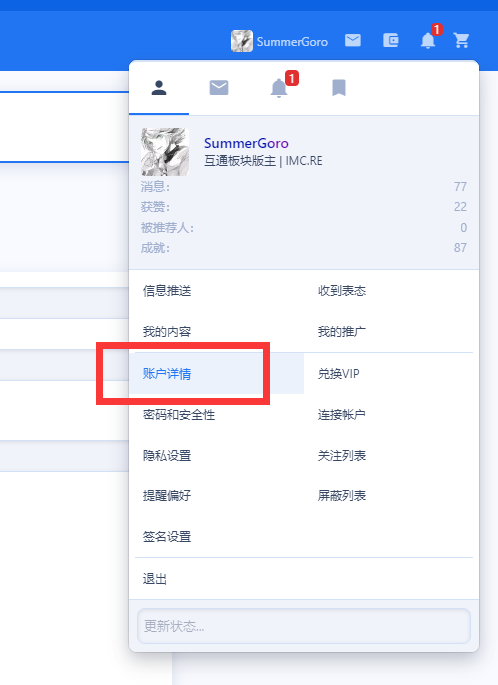 SummerGoro 1
1
SummerGoro
互通板块版主 | IMC.RE
消息: 77
获赞: 22
被推荐人: 0
成就: 87
信息推送 收到表态
我的内容 我的推广
账户详情 兑换VIP
密码和安全性 连接帐户
隐私设置 关注列表
提醒偏好 屏蔽列表
签名设置
退出
更新状态...